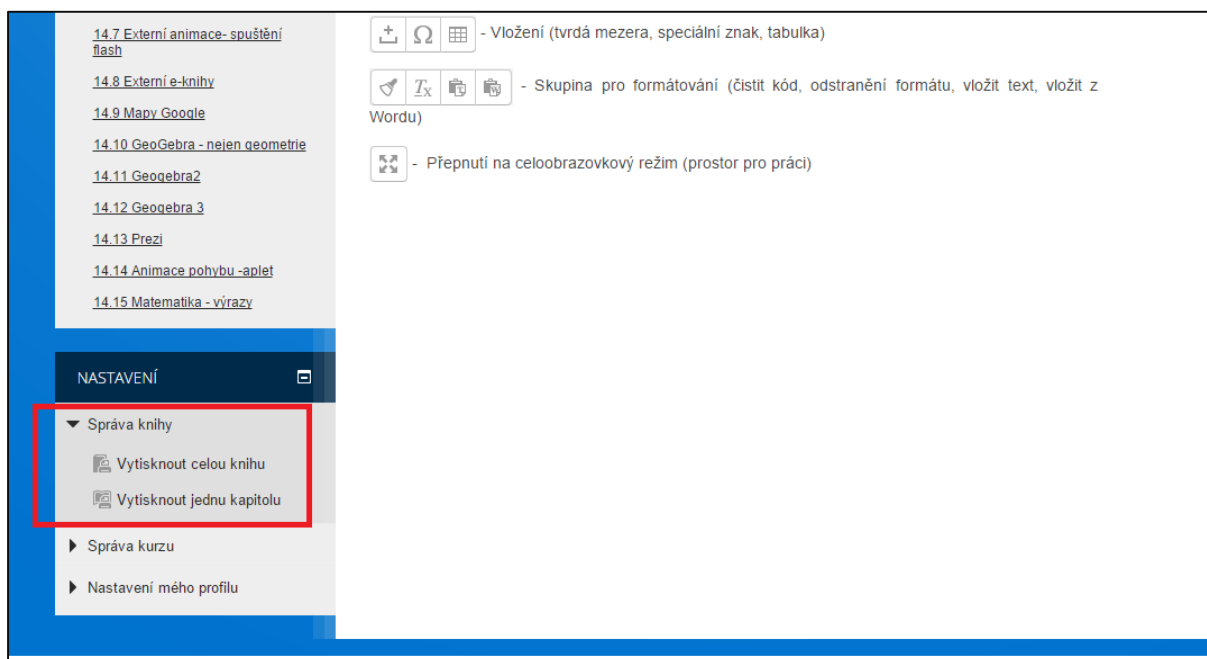 14.7 Externí animace- spuštění
flash
14.8 Externí e-knihy
14.9 Mapy Google
14.10 GeoGebra - nejen geometrie
14.11 Geogebra2
14.12 Geogebra 3
14.13 Prezi
14.14 Animace pohybu -aplet
14.15 Matematika - výrazy
NASTAVENÍ
Správa knihy
Vytisknout celou knihu
Vytisknout jednu kapitolu
Správa kurzu
Nastavení mého profilu
Ω - Vložení (tvrdá mezera, speciální znak, tabulka)
Tx T W - Skupina pro formátování (čistit kód, odstranění formátu, vložit text, vložit z
Wordu)
- Přepnutí na celoobrazovkový režim (prostor pro práci)